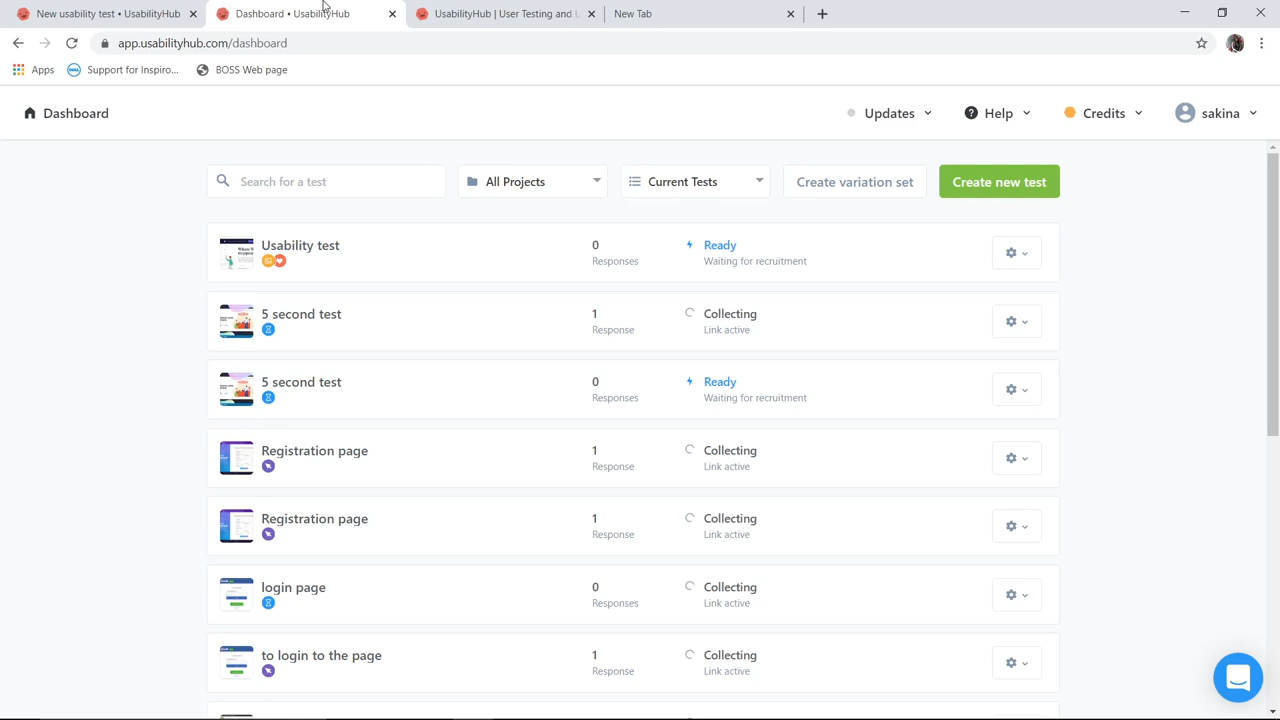 New usability test • UsabilityHub
Dashboard • UsabilityHub
UsabilityHub | User Testing and U
New Tab
app.usabilityhub.com/dashboard
Apps
Support for Inspiro...
BOSS Web page
Dashboard
Updates
Help
Credits
sakina
Search for a test
All Projects
Current Tests
Create variation set
Create new test
Usability test
0
Responses
Ready
Waiting for recruitment
5 second test
1
Response
Collecting
Link active
5 second test
0
Responses
Ready
Waiting for recruitment
Registration page
1
Response
Collecting
Link active
Registration page
1
Response
Collecting
Link active
login page
0
Responses
Collecting
Link active
to login to the page
1
Response
Collecting
Link active